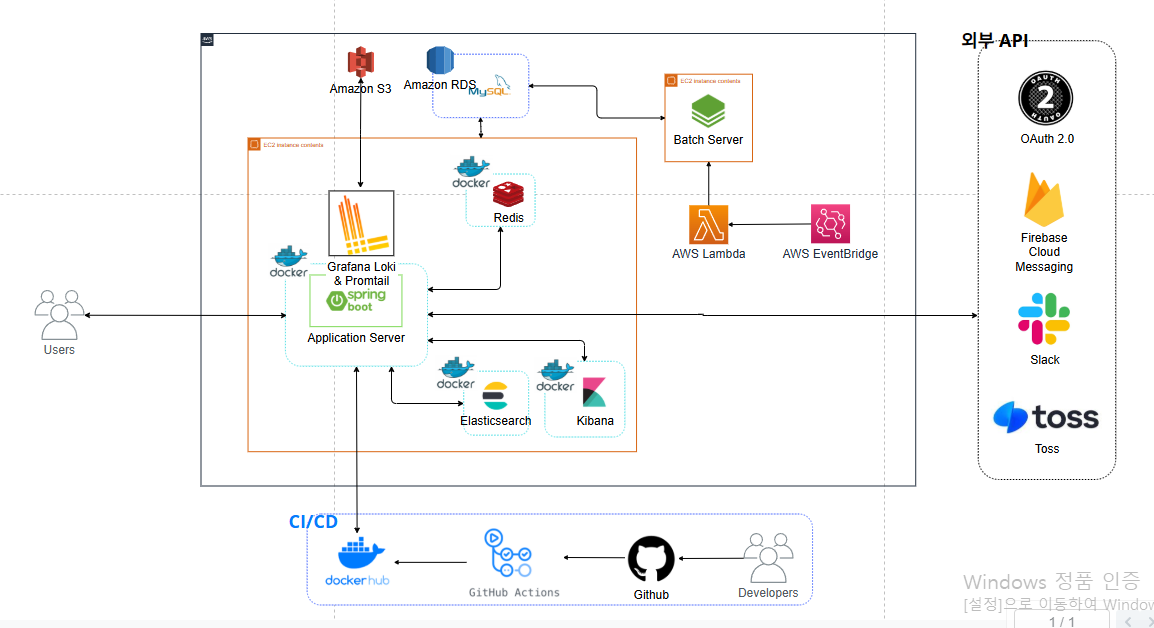 외부 API
aws
Amazon S3
Amazon RDS
MySQL
EC2 instance contents
Batch Server
OAUTH
2
OAUTH
OAuth 2.0
EC2 instance contents
docker
Redis
AWS Lambda
AWS EventBridge
Firebase
Cloud
Messaging
docker
Grafana Loki
& Promtail
spring
boot
Application Server
Users
Slack
docker
Elasticsearch
docker
Kibana
toss
Toss
CI/CD
docker hub
GitHub Actions
Github
Developers
Windows 정품 인증
[설정]으로 이동하여 Window
1 / 1